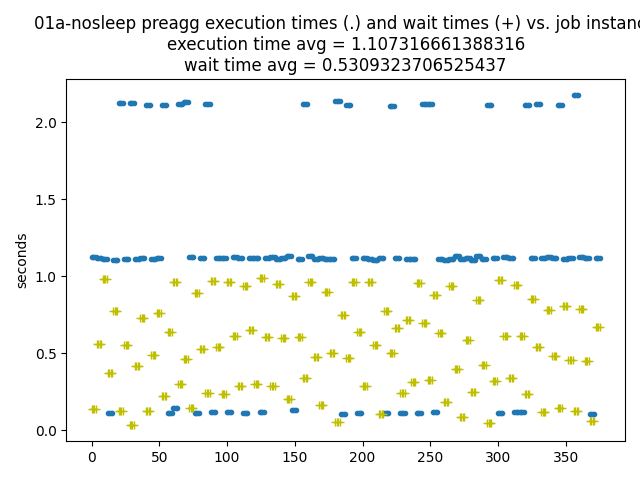 01a-nosleep preagg execution times (.) and wait times (+) vs. job instanc
execution time avg = 1.107316661388316
wait time avg = 0.5309323706525437
seconds
2.0
1.5
1.0
0.5
0.0
0 50 100 150 200 250 300 350